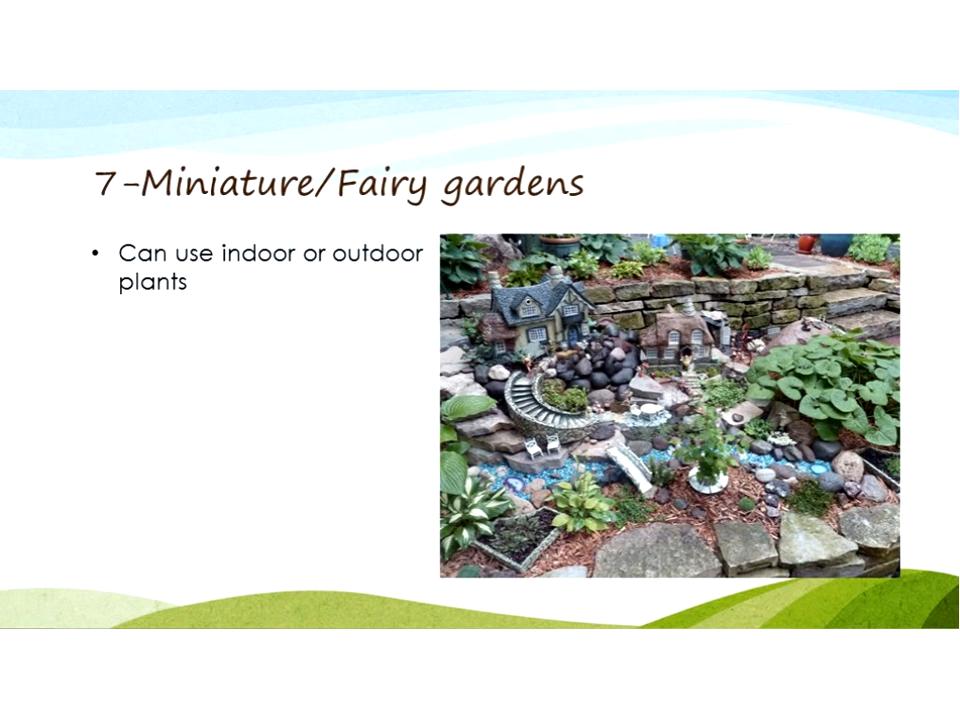 7-Miniature/Fairy gardens
• Can use indoor or outdoor
plants